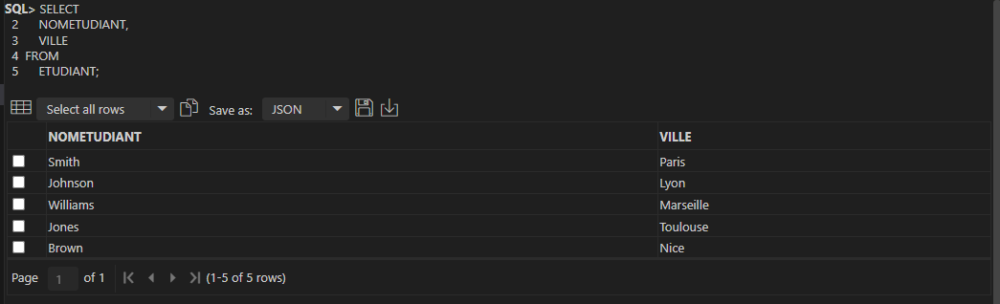 SQL> SELECT
2 NOMETUDIANT,
3 VILLE
4 FROM
5 ETUDIANT;
Select all rows Save as: JSON
NOMETUDIANT VILLE
Smith Paris
Johnson Lyon
Williams Marseille
Jones Toulouse
Brown Nice
Page 1 of 1 (1-5 of 5 rows)